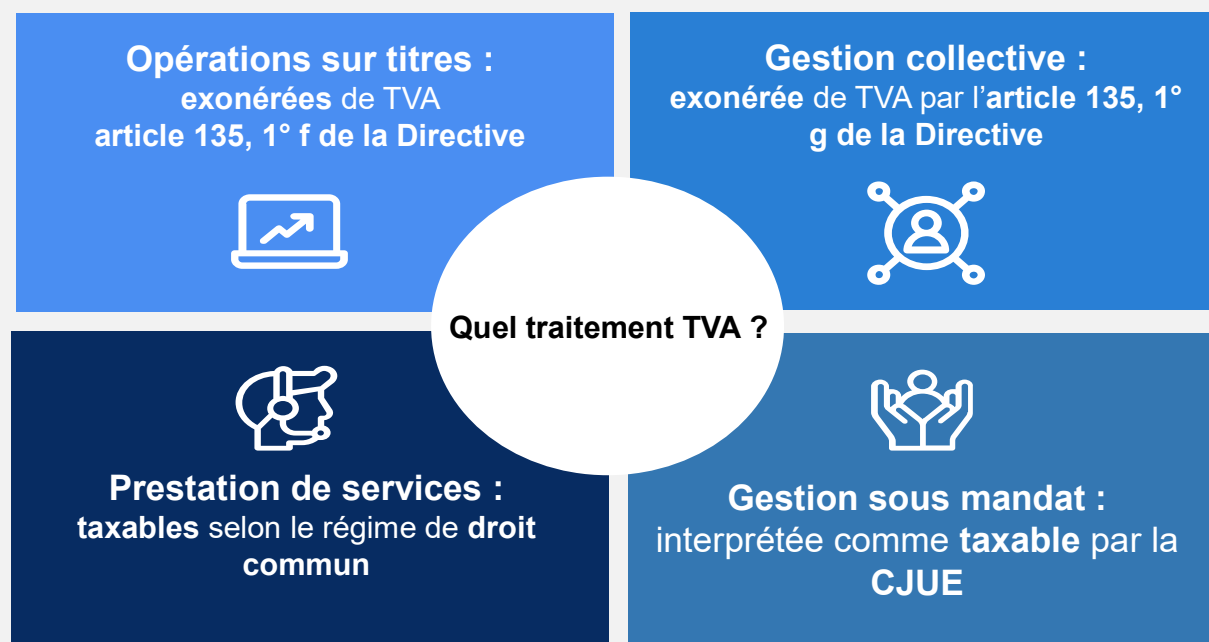 Opérations sur titres :
exonérées de TVA
article 135, 1° f de la Directive
Gestion collective :
exonérée de TVA par l’article 135, 1°
g de la Directive
Quel traitement TVA ?
Prestation de services :
taxables selon le régime de droit
commun
Gestion sous mandat :
interprétée comme taxable par la
CJUE